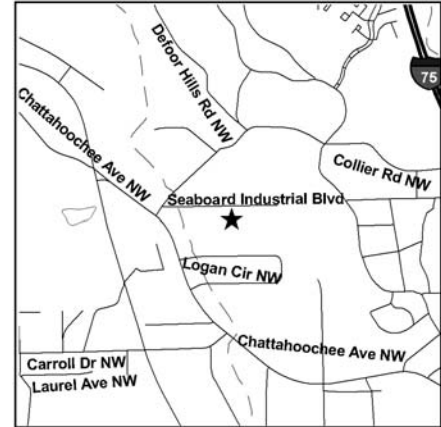 Defoor Hills Rd NW
75
Chattahoochee Ave NW
Collier Rd NW
Seaboard Industrial Blvd
Logan Cir NW
Chattahoochee Ave NW
Carroll Dr NW
Laurel Ave NW